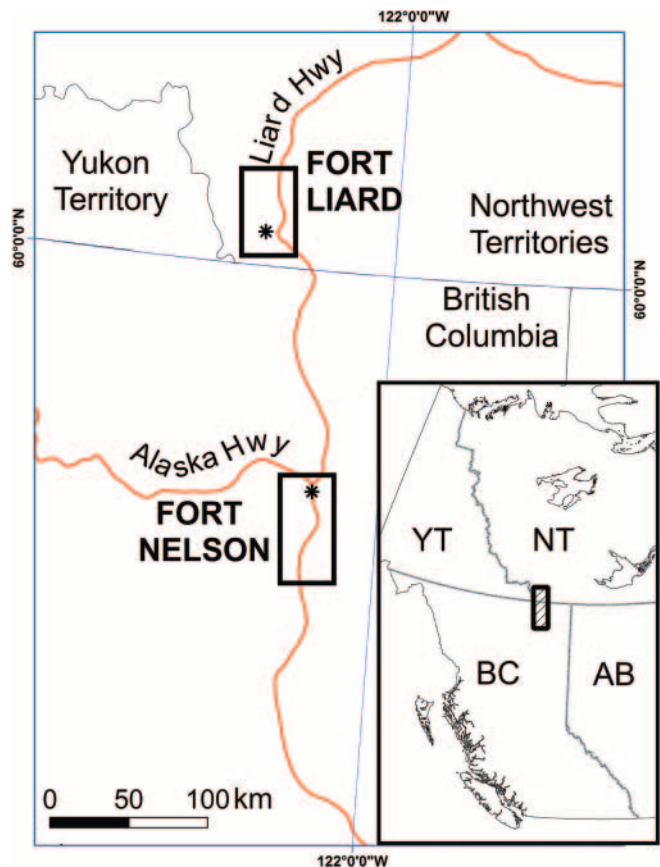 122°0'0"W
Liard Hwy
Yukon
Territory
FORT
LIARD
Northwest
Territories
60°0'0"N
60°0'0"N
British
Columbia
Alaska Hwy
FORT
NELSON
YT
NT
BC
AB
0 50 100 km
122°0'0"W